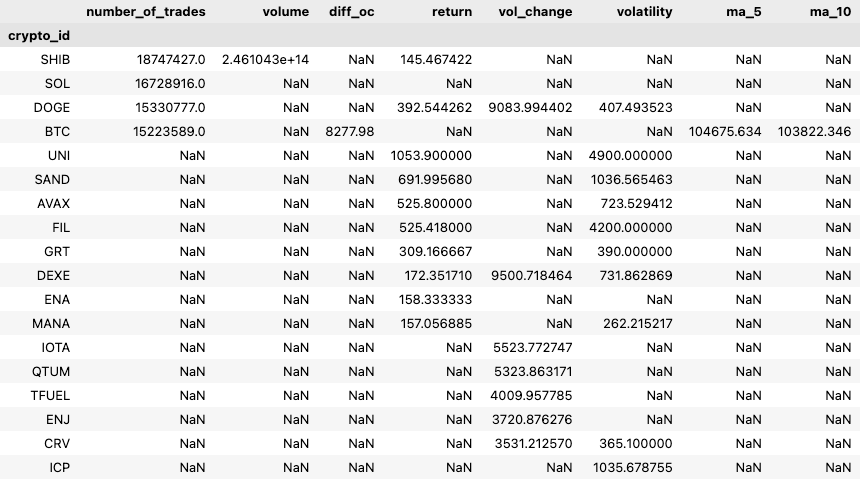 number_of_trades volume diff_oc return vol_change volatility ma_5 ma_10
crypto_id
SHIB 18747427.0 2.461043e+14 NaN 145.467422 NaN NaN NaN NaN
SOL 16728916.0 NaN NaN NaN NaN NaN NaN NaN
DOGE 15330777.0 NaN NaN 392.544262 9083.994402 407.493523 NaN NaN
BTC 15223589.0 NaN 8277.98 NaN NaN NaN 104675.634 103822.346
UNI NaN NaN NaN 1053.900000 NaN 4900.000000 NaN NaN
SAND NaN NaN NaN 691.995680 NaN 1036.565463 NaN NaN
AVAX NaN NaN NaN 525.800000 NaN 723.529412 NaN NaN
FIL NaN NaN NaN 525.418000 NaN 4200.000000 NaN NaN
GRT NaN NaN NaN 309.166667 NaN 390.000000 NaN NaN
DEXE NaN NaN NaN 172.351710 9500.718464 731.862869 NaN NaN
ENA NaN NaN NaN 158.333333 NaN NaN NaN NaN
MANA NaN NaN NaN 157.056885 NaN 262.215217 NaN NaN
IOTA NaN NaN NaN NaN 5523.772747 NaN NaN NaN
QTUM NaN NaN NaN NaN 5323.863171 NaN NaN NaN
TFUEL NaN NaN NaN NaN 4009.957785 NaN NaN NaN
ENJ NaN NaN NaN NaN 3720.876276 NaN NaN NaN
CRV NaN NaN NaN NaN 3531.212570 365.100000 NaN NaN
ICP NaN NaN NaN NaN NaN 1035.678755 NaN NaN